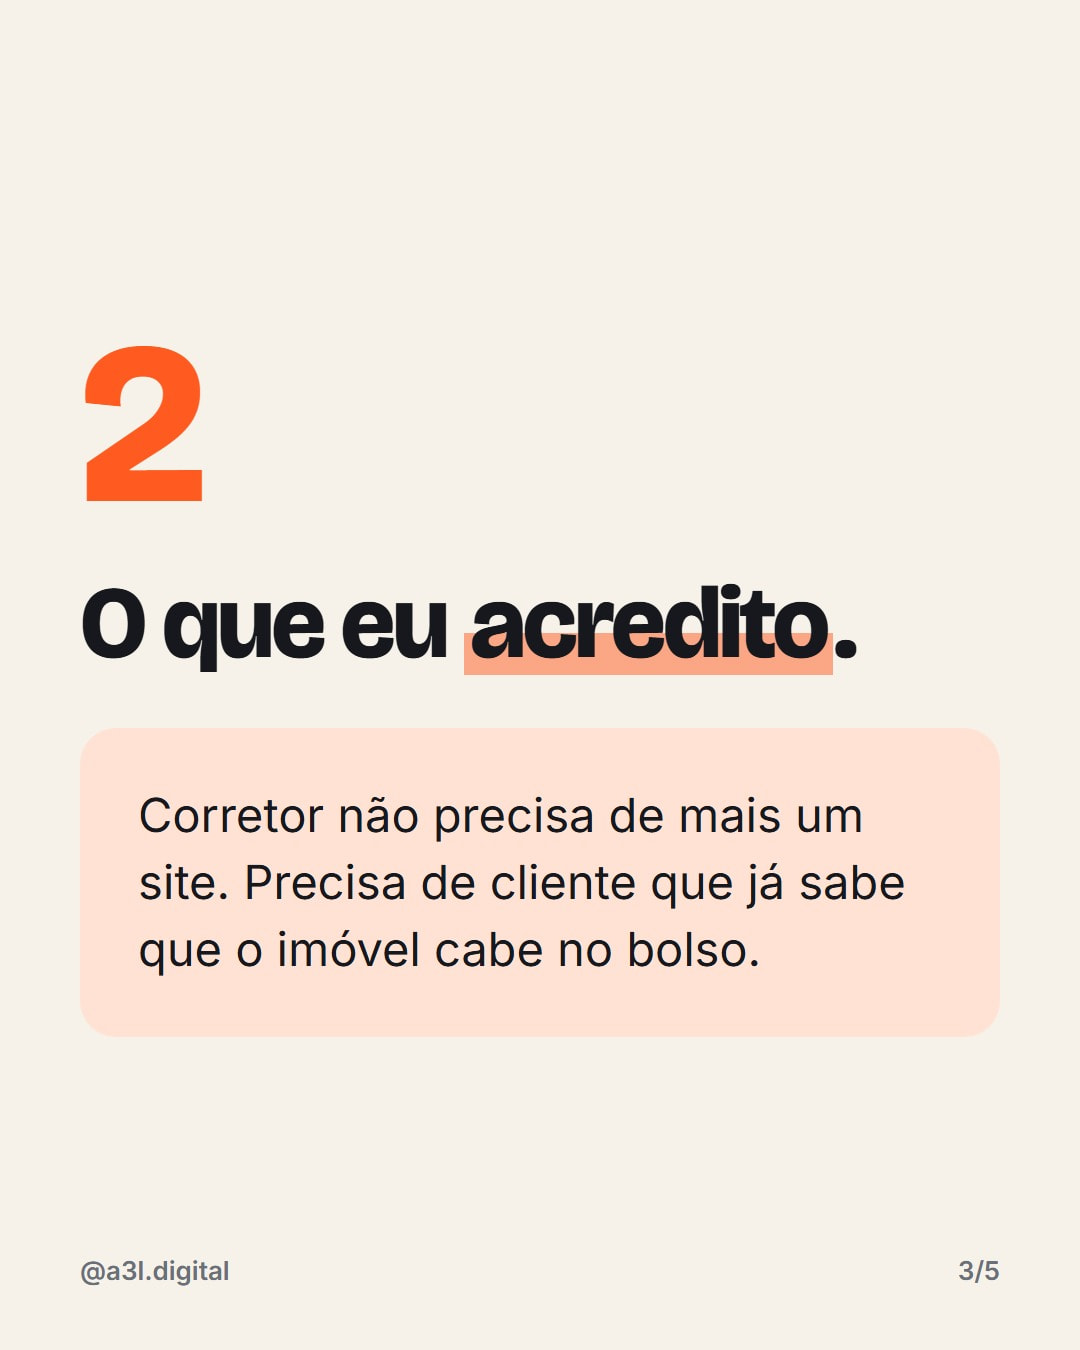 2
O que eu acredito.
Corretor não precisa de mais um
site. Precisa de cliente que já sabe
que o imóvel cabe no bolso.
@a3l.digital
3/5